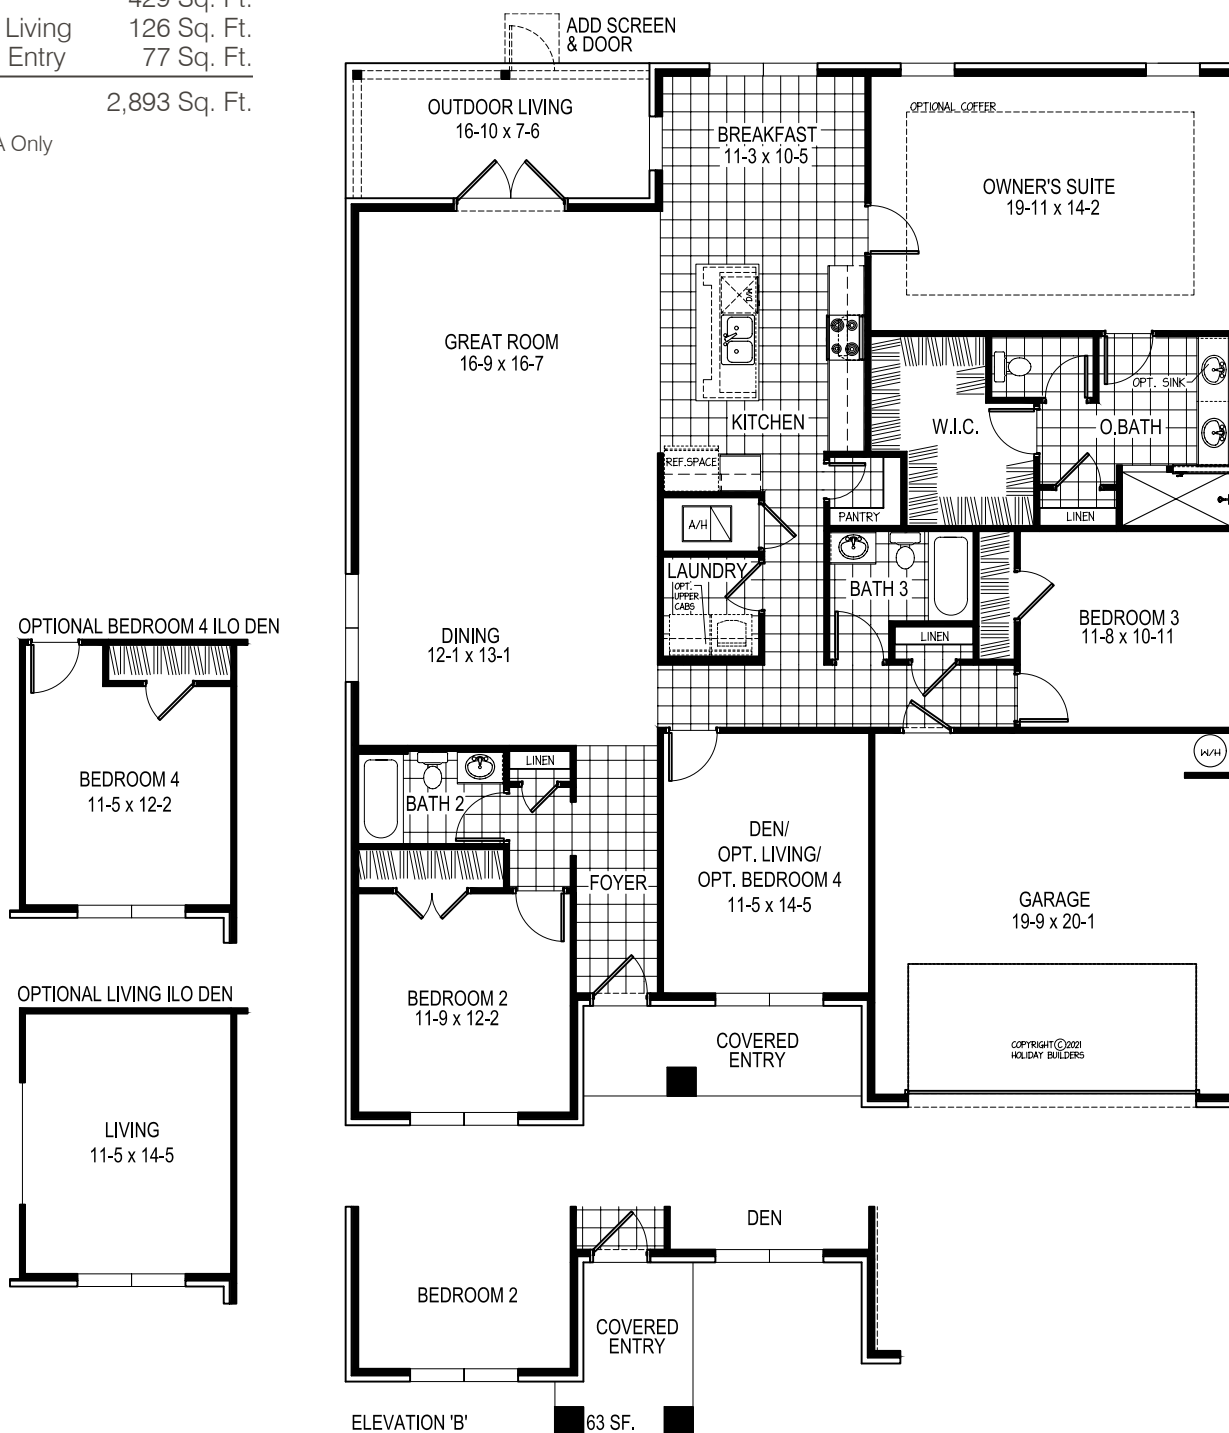 429 Sq. Ft.
Living 126 Sq. Ft.
Entry 77 Sq. Ft.
2,893 Sq. Ft.
A Only
ADD SCREEN
& DOOR
OUTDOOR LIVING
16-10 x 7-6
BREAKFAST
11-3 x 10-5
OPTIONAL COFFER
OWNER'S SUITE
19-11 x 14-2
GREAT ROOM
16-9 x 16-7
D/W
KITCHEN
REF.SPACE
OPT. SINK
W.I.C.
O.BATH
PANTRY
LINEN
A/H
LAUNDRY
OPT.
UPPER
CABS
BATH 3
LINEN
BEDROOM 3
11-8 x 10-11
DINING
12-1 x 13-1
OPTIONAL BEDROOM 4 ILO DEN
BEDROOM 4
11-5 x 12-2
LINEN
BATH 2
FOYER
DEN/
OPT. LIVING/
OPT. BEDROOM 4
11-5 x 14-5
W/H
GARAGE
19-9 x 20-1
BEDROOM 2
11-9 x 12-2
COVERED
ENTRY
COPYRIGHT©2021
HOLIDAY BUILDERS
OPTIONAL LIVING ILO DEN
LIVING
11-5 x 14-5
DEN
BEDROOM 2
COVERED
ENTRY
ELEVATION 'B'
63 SF.